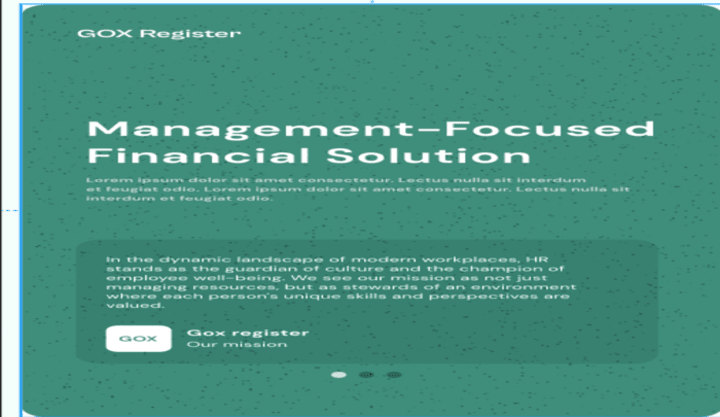 GOX Register
Management-Focused
Financial Solution
Lorem ipsum dolor sit amet consectetur. Lectus nulla sit interdum
et feugiat odio. Lorem ipsum dolor sit amet consectetur. Lectus nulla sit
interdum et feugiat odio.
In the dynamic landscape of modern workplaces, HR
stands as the guardian of culture and the champion of
employee well-being. We see our mission as not just
managing resources, but as stewards of an environment
where each person's unique skills and perspectives are
valued.
GOX
Gox register
Our mission